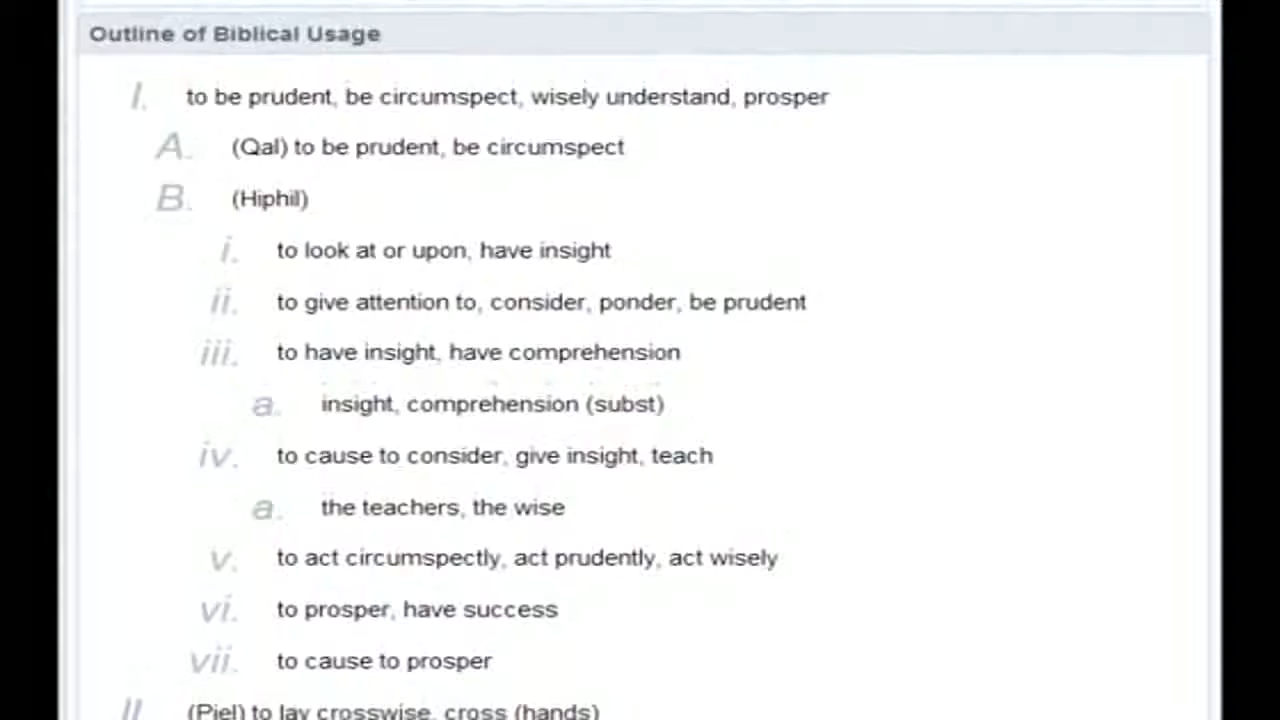 Outline of Biblical Usage
I. to be prudent, be circumspect, wisely understand, prosper
A. (Qal) to be prudent, be circumspect
B. (Hiphil)
i. to look at or upon, have insight
ii. to give attention to, consider, ponder, be prudent
iii. to have insight, have comprehension
a. insight, comprehension (subst)
iv. to cause to consider, give insight, teach
a. the teachers, the wise
v. to act circumspectly, act prudently, act wisely
vi. to prosper, have success
vii. to cause to prosper
II. (Piel) to lay crosswise, cross (hands)